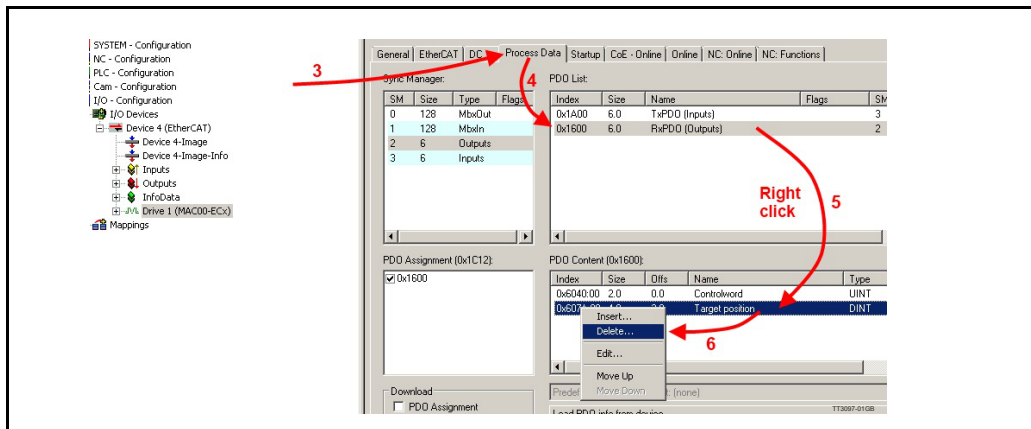 SYSTEM - Configuration
NC - Configuration
PLC - Configuration
Cam - Configuration
I/O - Configuration
I/O Devices
Device 4 (EtherCAT)
Device 4-Image
Device 4-Image-Info
Inputs
Outputs
InfoData
Drive 1 (MAC00-ECx)
Mappings
3
General EtherCAT DC Process Data Startup CoE - Online Online NC: Online NC: Functions
Sync Manager:
SM Size Type Flags
0 128 MbxOut
1 128 MbxIn
2 6 Outputs
3 6 Inputs
4
PDO List:
Index Size Name Flags SM
0x1A00 6.0 TxPDO (Inputs) 3
0x1600 6.0 RxPDO (Outputs) 2
Right
click
5
PDO Assignment (0x1C12):
0x1600
PDO Content (0x1600):
Index Size Offs Name Type
0x6040:00 2.0 0.0 Controlword UINT
Target position DINT
Insert...
Delete...
Edit...
Move Up
Move Down
6
Download
PDO Assignment
(none)
Load PDO info from device
TT3097-01GB